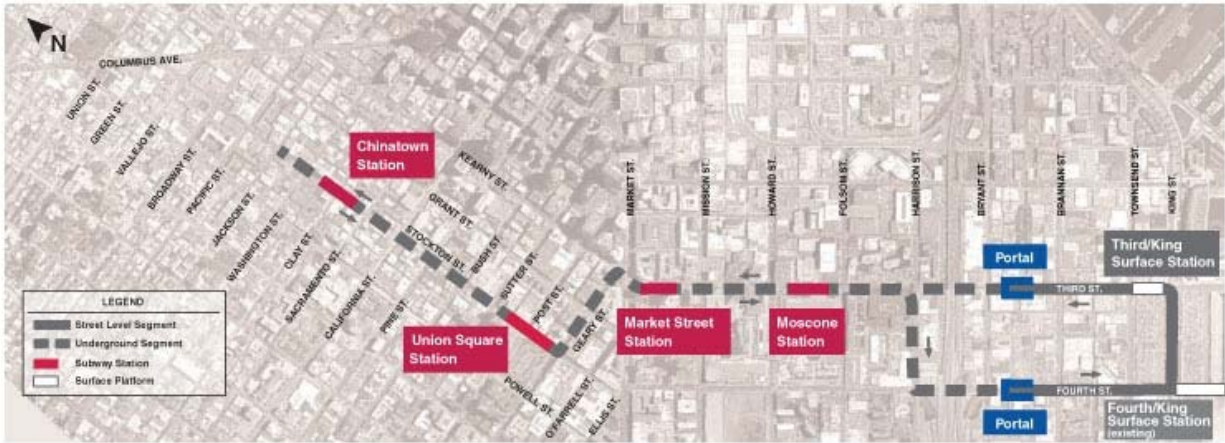 N
COLUMBUS AVE.
UNION ST.
GREEN ST.
VALLEJO ST.
BROADWAY ST.
PACIFIC ST.
JACKSON ST.
WASHINGTON ST.
CLAY ST.
SACRAMENTO ST.
CALIFORNIA ST.
PINE ST.
Chinatown
Station
KEARNY ST.
GRANT ST.
STOCKTON ST.
BUSH ST.
SUTTER ST.
POST ST.
GEARY ST.
Union Square
Station
POWELL ST.
O'FARRELL ST.
ELLIS ST.
MARKET ST.
MISSION ST.
HOWARD ST.
FOLSON ST.
HARRISON ST.
BRYANT ST.
BRANNAN ST.
TOWNSEND ST.
KING ST.
Market Street
Station
Moscone
Station
Portal
Third/King
Surface Station
THIRD ST.
FOURTH ST.
Portal
Fourth/King
Surface Station
(existing)
LEGEND
Street Level Segment
Underground Segment
Subway Station
Surface Platform